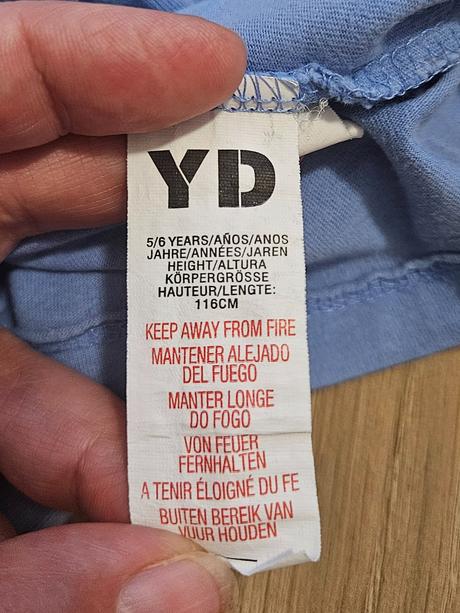 YD
5/6 YEARS/AÑOS/ANOS
JAHRE/ANNÉES/JAREN
HEIGHT/ALTURA
KÖRPERGRÖSSE
HAUTEUR/LENGTE:
116CM
KEEP AWAY FROM FIRE
MANTENER ALEJADO
DEL FUEGO
MANTER LONGE
DO FOGO
VON FEUER
FERNHALTEN
A TENIR ÉLOIGNÉ DU FE
BUITEN BEREIK VAN
VUUR HOUDEN